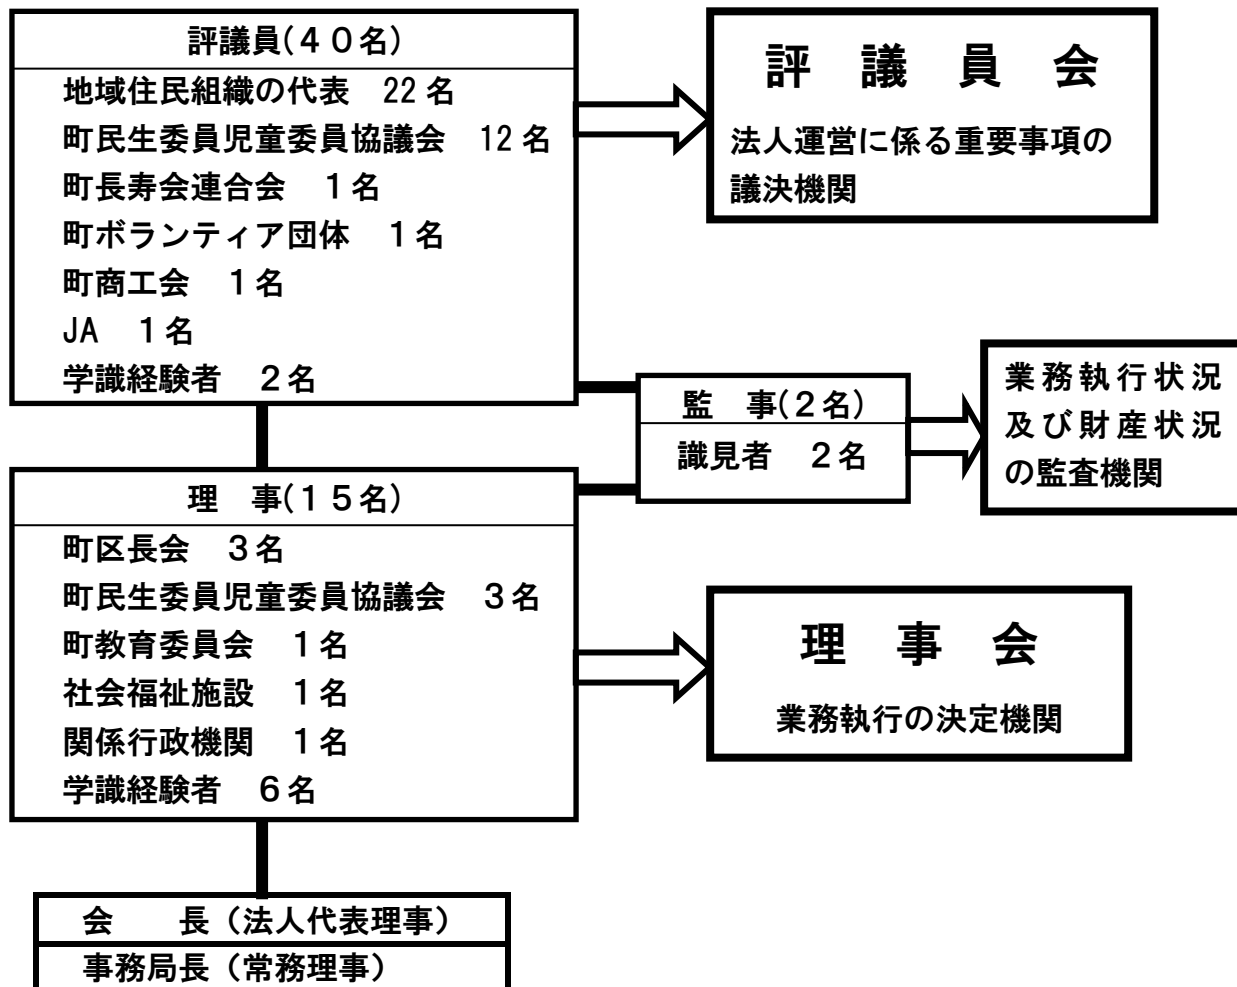 評議員(40名)
地域住民組織の代表 22名
町民生委員児童委員協議会 12名
町長寿会連合会 1名
町ボランティア団体 1名
町商工会 1名
JA 1名
学識経験者 2名
評議員会
法人運営に係る重要事項の
議決機関
監 事(2名)
識見者 2名
業務執行状況
及び財産状況
の監査機関
理 事(15名)
町区長会 3名
町民生委員児童委員協議会 3名
町教育委員会 1名
社会福祉施設 1名
関係行政機関 1名
学識経験者 6名
理事会
業務執行の決定機関
会 長(法人代表理事)
事務局長(常務理事)